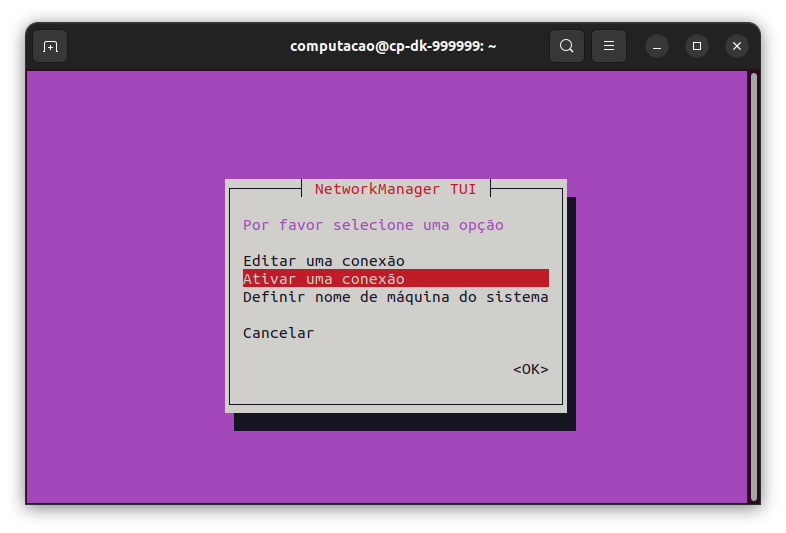 computacao@cp-dk-999999: ~
NetworkManager TUI
Por favor selecione uma opção
Editar uma conexão
Ativar uma conexão
Definir nome de máquina do sistema
Cancelar
<OK>